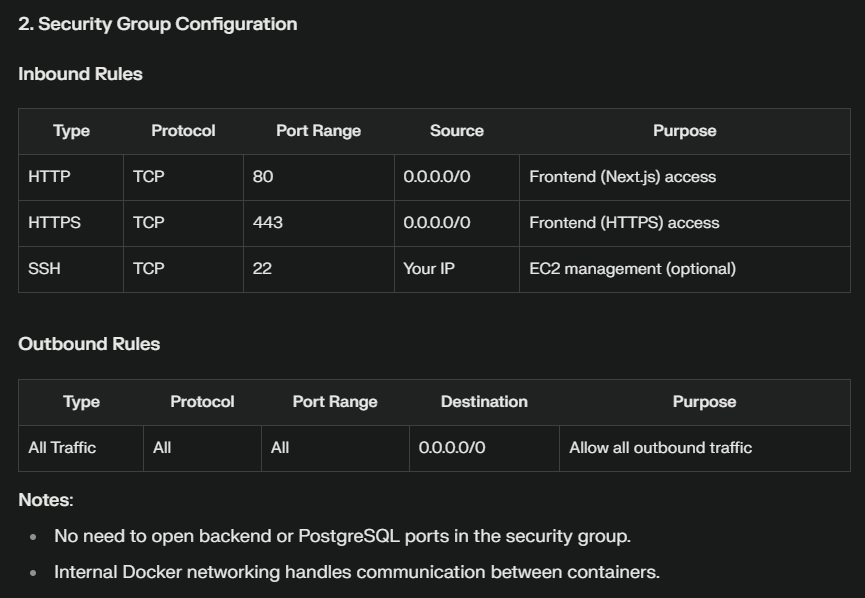 2. Security Group Configuration
Inbound Rules
Type Protocol Port Range Source Purpose
HTTP TCP 80 0.0.0.0/0 Frontend (Next.js) access
HTTPS TCP 443 0.0.0.0/0 Frontend (HTTPS) access
SSH TCP 22 Your IP EC2 management (optional)
Outbound Rules
Type Protocol Port Range Destination Purpose
All Traffic All All 0.0.0.0/0 Allow all outbound traffic
Notes:
• No need to open backend or PostgreSQL ports in the security group.
• Internal Docker networking handles communication between containers.